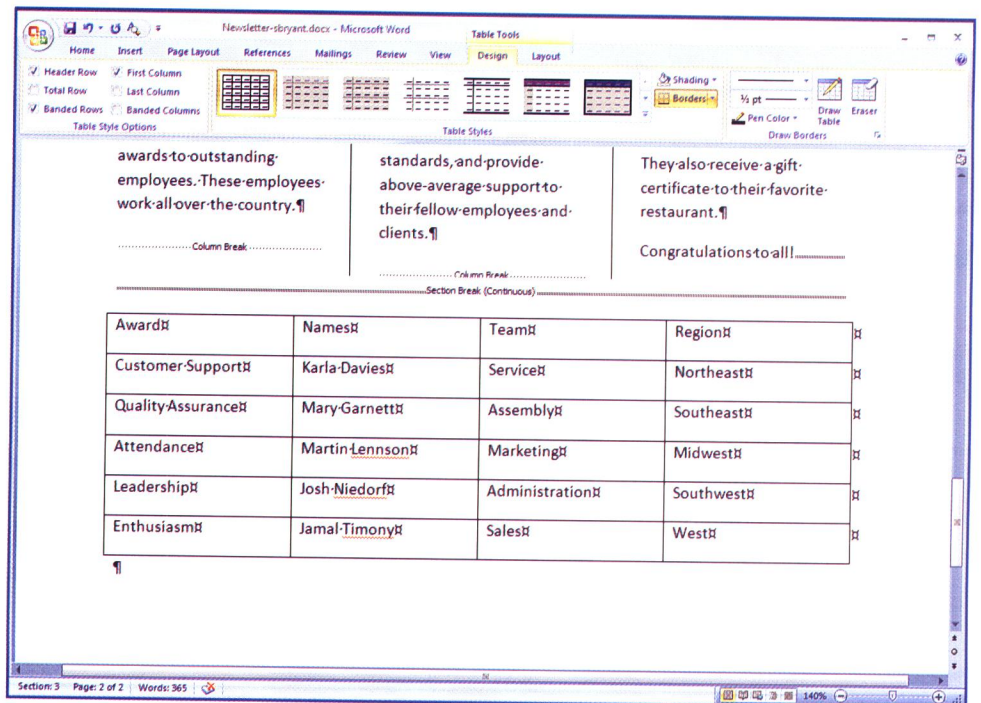 Newsletter-sbryant.docx - Microsoft Word
Table Tools
Home Insert Page Layout References Mailings Review View Design Layout
Header Row First Column
Total Row Last Column
Banded Rows Banded Columns
Table Style Options
Table Styles
Shading
Borders
½ pt
Pen Color
Draw Table
Eraser
Draw Borders
awards·to·outstanding·
employees.·These·employees·
work·all·over·the·country.¶
Column Break
standards,·and·provide·
above-average·support·to·
their·fellow·employees·and·
clients.¶
Column Break
They·also·receive·a·gift·
certificate·to·their·favorite·
restaurant.¶
Congratulations·to·all!
Section Break (Continuous)
Award¤ Names¤ Team¤ Region¤ ¤
Customer·Support¤ Karla·Davies¤ Service¤ Northeast¤ ¤
Quality·Assurance¤ Mary·Garnett¤ Assembly¤ Southeast¤ ¤
Attendance¤ Martin·Lennson¤ Marketing¤ Midwest¤ ¤
Leadership¤ Josh·Niedorf¤ Administration¤ Southwest¤ ¤
Enthusiasm¤ Jamal·Timony¤ Sales¤ West¤ ¤
¶
Section: 3 Page: 2 of 2 Words: 365 140%